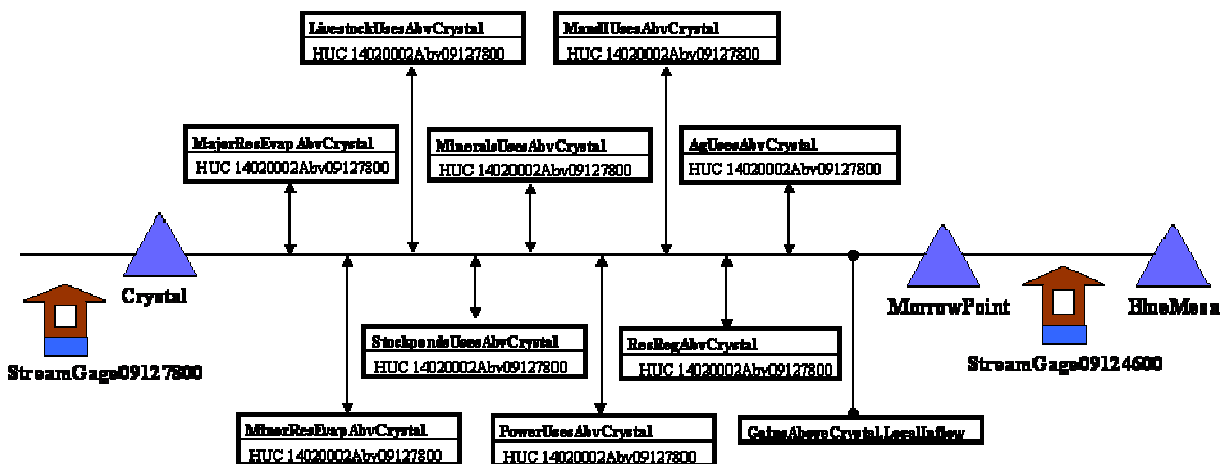 LivestockUsesAbvCrystal
HUC 14020002Abv09127800
MandIUsesAbvCrystal
HUC 14020002Abv09127800
MajorResEvap AbvCrystal
HUC 14020002Abv09127800
MineralsUsesAbvCrystal
HUC 14020002Abv09127800
AgUsesAbvCrystal
HUC 14020002Abv09127800
Crystal
MorrowPoint
BlueMesa
StreamGage09127800
StreamGage09124600
StockpondsUsesAbvCrystal
HUC 14020002Abv09127800
ResRegAbvCrystal
HUC 14020002Abv09127800
MinorResEvapAbvCrystal
HUC 14020002Abv09127800
PowerUsesAbvCrystal
HUC 14020002Abv09127800
GainsAboveCrystal.LocalInflow